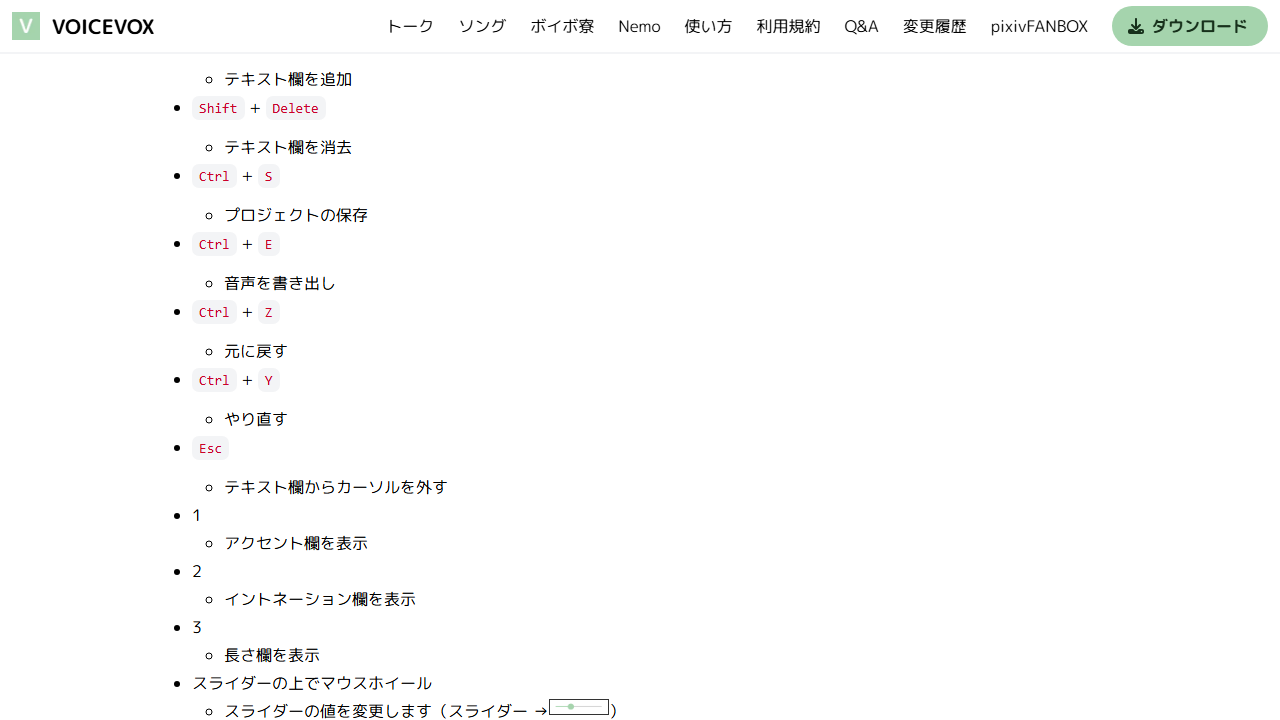 V VOICEVOX トーク ソング ボイボ寮 Nemo 使い方 利用規約 Q&A 変更履歴 pixivFANBOX ダウンロード
テキスト欄を追加
Shift + Delete
テキスト欄を消去
Ctrl + S
プロジェクトの保存
Ctrl + E
音声を書き出し
Ctrl + Z
元に戻す
Ctrl + Y
やり直す
Esc
テキスト欄からカーソルを外す
1
アクセント欄を表示
2
イントネーション欄を表示
3
長さ欄を表示
スライダーの上でマウスホイール
スライダーの値を変更します（スライダー →）